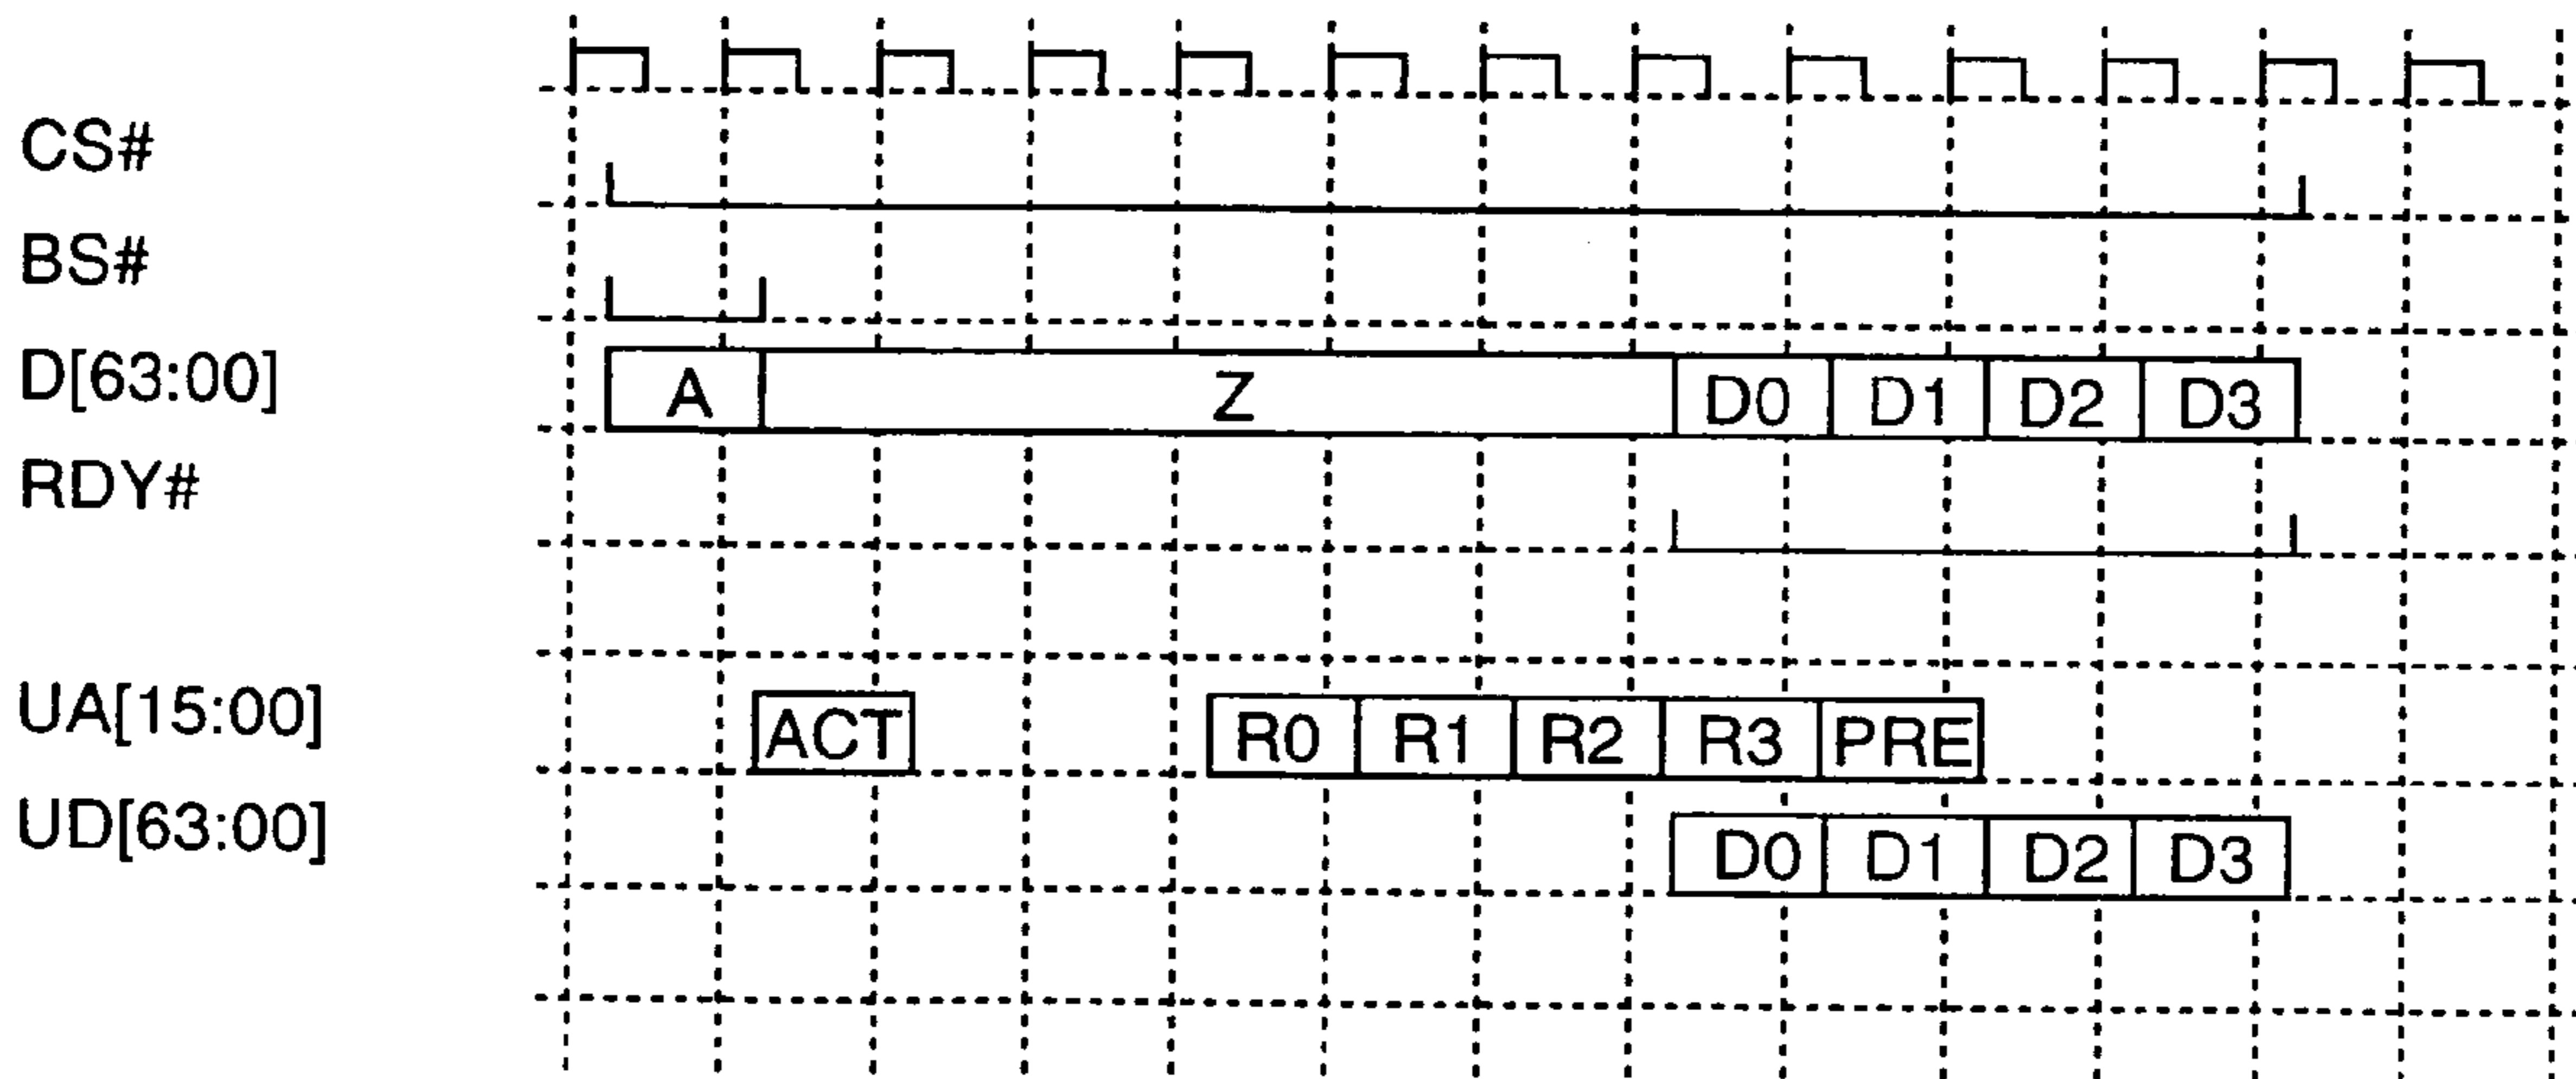 CS#
BS#
D[63:00] A Z D0 D1 D2 D3
RDY#
UA[15:00] ACT R0 R1 R2 R3 PRE
UD[63:00] D0 D1 D2 D3